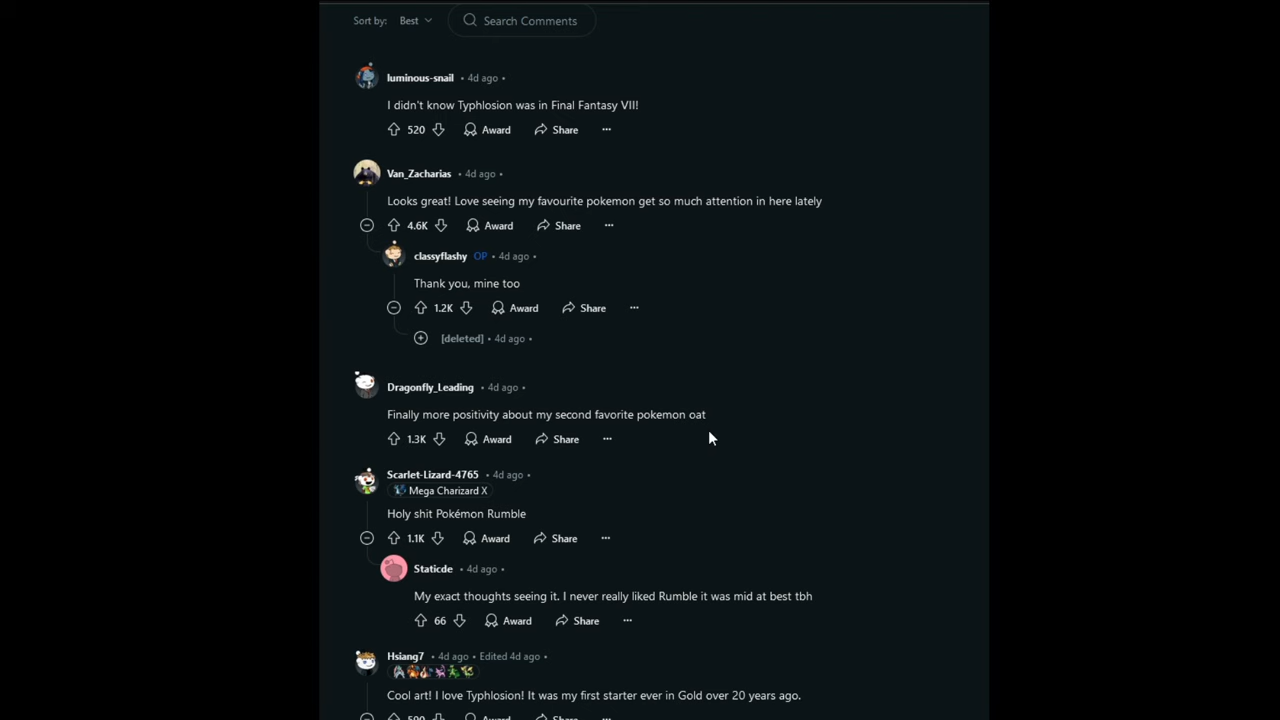 Sort by: Best Search Comments
luminous-snail • 4d ago •
I didn't know Typhlosion was in Final Fantasy VII!
520 Award Share ...
Van_Zacharias • 4d ago •
Looks great! Love seeing my favourite pokemon get so much attention in here lately
4.6K Award Share ...
classyflashy OP • 4d ago •
Thank you, mine too
1.2K Award Share ...
[deleted] • 4d ago •
Dragonfly_Leading • 4d ago •
Finally more positivity about my second favorite pokemon oat
1.3K Award Share ...
Scarlet-Lizard-4765 • 4d ago •
Mega Charizard X
Holy shit Pokémon Rumble
1.1K Award Share ...
Staticde • 4d ago •
My exact thoughts seeing it. I never really liked Rumble it was mid at best tbh
66 Award Share ...
Hsiang7 • 4d ago • Edited 4d ago •
Cool art! I love Typhlosion! It was my first starter ever in Gold over 20 years ago.
590 Award Share ...